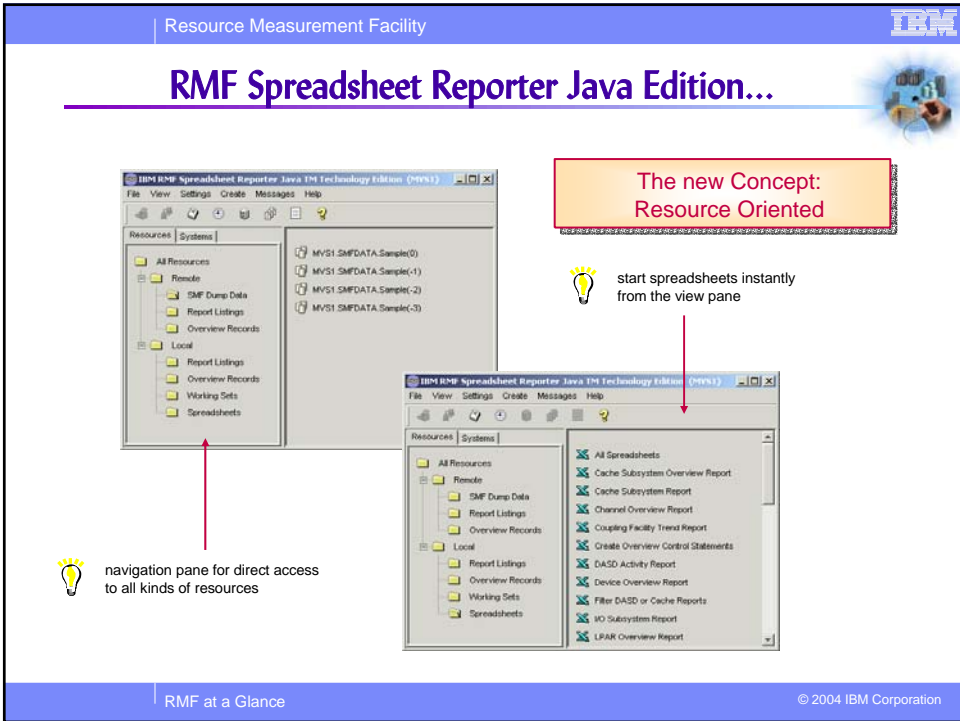 Resource Measurement Facility
IBM
RMF Spreadsheet Reporter Java Edition...
IBM RMF Spreadsheet Reporter Java TM Technology Edition (MVS1)
File View Settings Create Messages Help
Resources Systems
All Resources
Remote
SMF Dump Data
Report Listings
Overview Records
Local
Report Listings
Overview Records
Working Sets
Spreadsheets
MVS1.SMFDATA.Sample(0)
MVS1.SMFDATA.Sample(-1)
MVS1.SMFDATA.Sample(-2)
MVS1.SMFDATA.Sample(-3)
The new Concept:
Resource Oriented
start spreadsheets instantly
from the view pane
IBM RMF Spreadsheet Reporter Java TM Technology Edition (MVS1)
File View Settings Create Messages Help
Resources Systems
All Resources
Remote
SMF Dump Data
Report Listings
Overview Records
Local
Report Listings
Overview Records
Working Sets
Spreadsheets
All Spreadsheets
Cache Subsystem Overview Report
Cache Subsystem Report
Channel Overview Report
Coupling Facility Trend Report
Create Overview Control Statements
DASD Activity Report
Device Overview Report
Filter DASD or Cache Reports
I/O Subsystem Report
LPAR Overview Report
navigation pane for direct access
to all kinds of resources
RMF at a Glance
© 2004 IBM Corporation